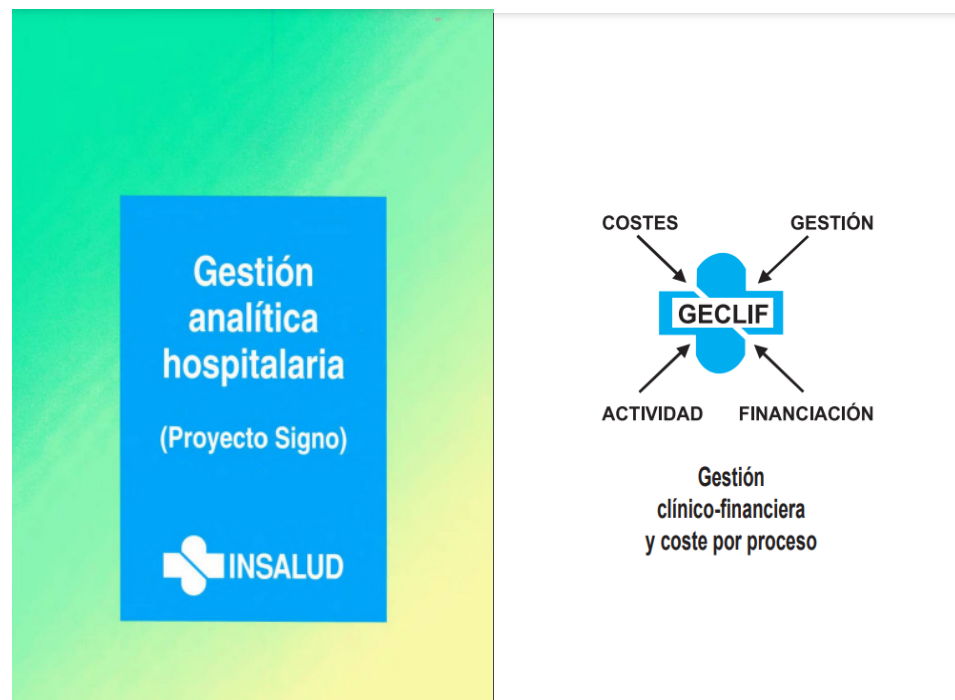 Gestión
analítica
hospitalaria
(Proyecto Signo)
INSALUD
COSTES
GESTIÓN
GECLIF
ACTIVIDAD
FINANCIACIÓN
Gestión
clínico-financiera
y coste por proceso